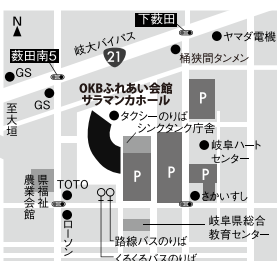 N
下薮田
岐大バイパス
ヤマダ電機
薮田南5
21
桶狭間タンメン
GS
GS
至大垣
OKBふれあい会館
サラマンカホール
P
タクシーのりば
シンクタンク庁舎
P
P
岐阜ハート
センター
県福祉
農業会館
TOTO
P
さかいすし
ローソン
岐阜県総合
教育センター
路線バスのりば
くるくるバスのりば